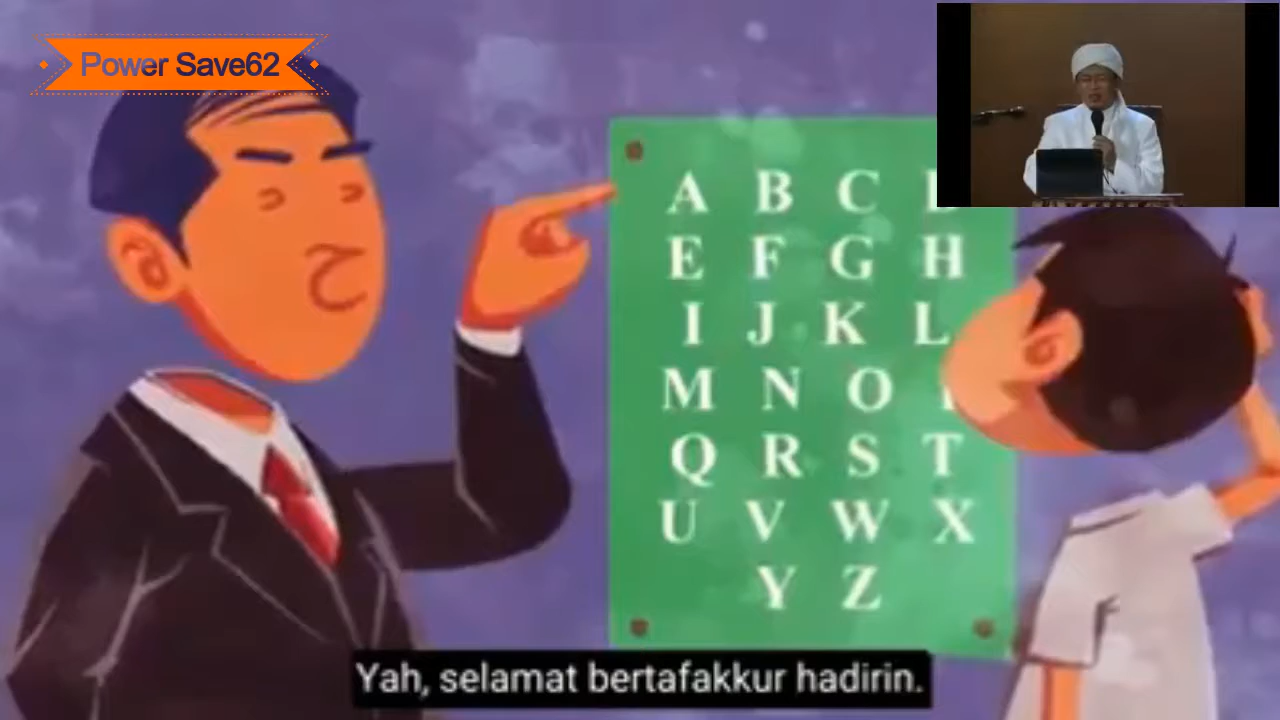 Power Save62
A B C
E F G H
I J K L
M N O
Q R S T
U V W X
Y Z
Yah, selamat bertafakkur hadirin.